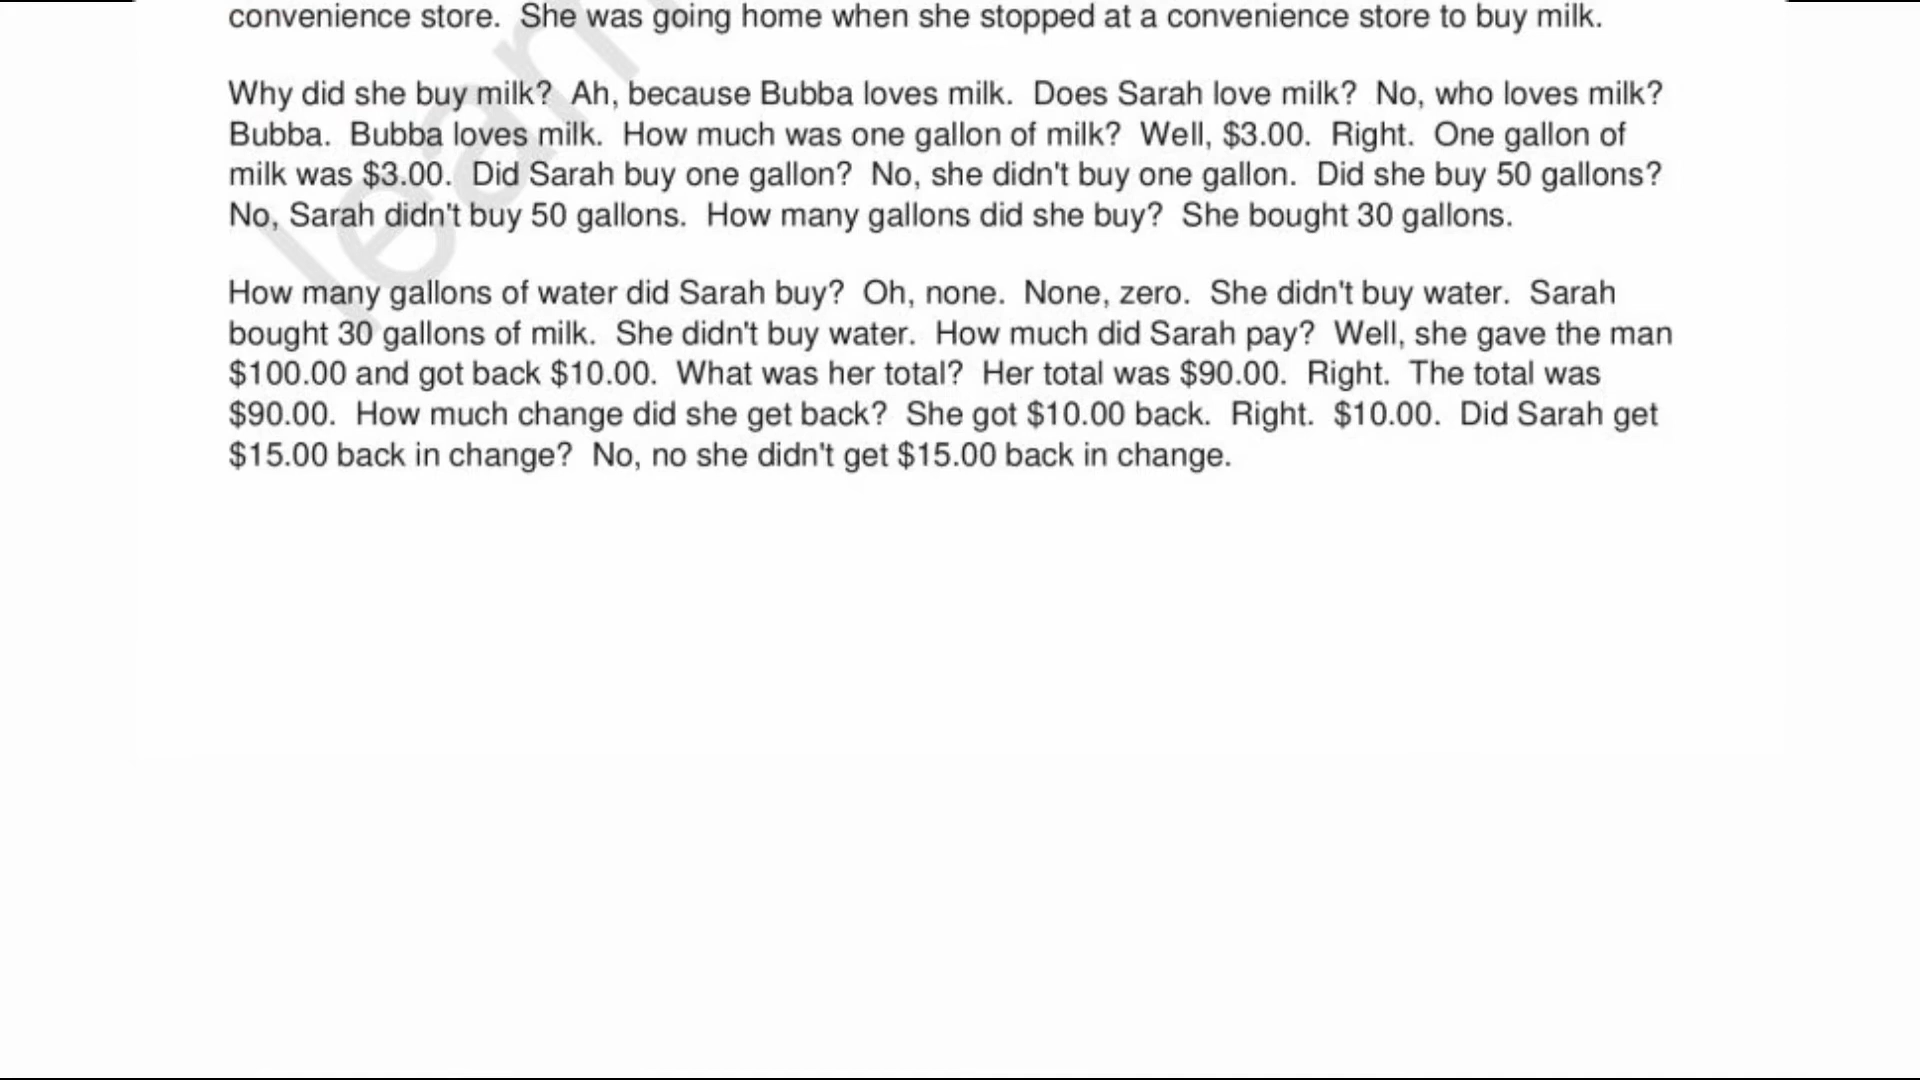 convenience store.  She was going home when she stopped at a convenience store to buy milk.
Why did she buy milk?  Ah, because Bubba loves milk.  Does Sarah love milk?  No, who loves milk?
Bubba.  Bubba loves milk.  How much was one gallon of milk?  Well, $3.00.  Right.  One gallon of
milk was $3.00.  Did Sarah buy one gallon?  No, she didn't buy one gallon.  Did she buy 50 gallons?
No, Sarah didn't buy 50 gallons.  How many gallons did she buy?  She bought 30 gallons.
How many gallons of water did Sarah buy?  Oh, none.  None, zero.  She didn't buy water.  Sarah
bought 30 gallons of milk.  She didn't buy water.  How much did Sarah pay?  Well, she gave the man
$100.00 and got back $10.00.  What was her total?  Her total was $90.00.  Right.  The total was
$90.00.  How much change did she get back?  She got $10.00 back.  Right.  $10.00.  Did Sarah get
$15.00 back in change?  No, no she didn't get $15.00 back in change.